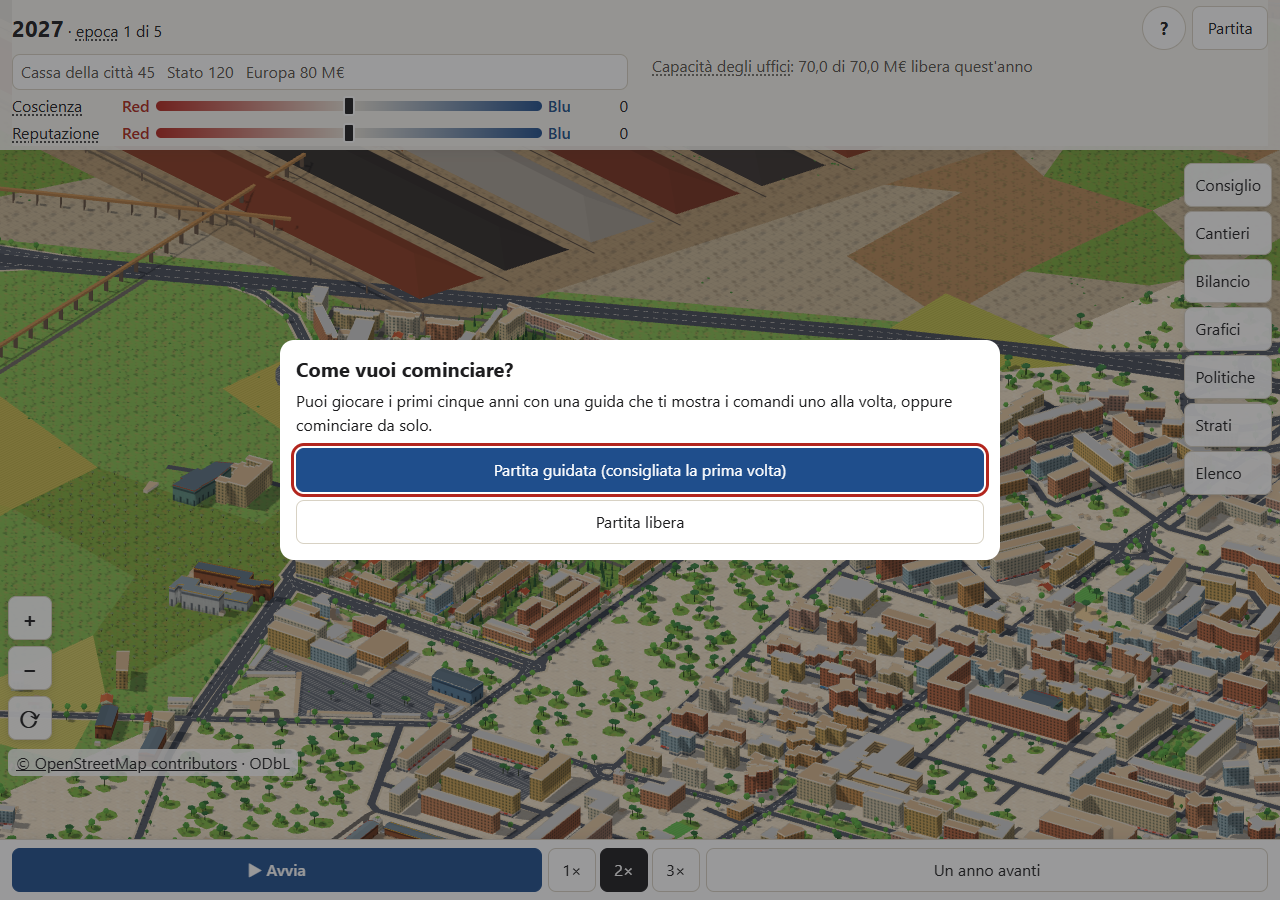 2027 · epoca 1 di 5
?
Partita
Cassa della città 45 Stato 120 Europa 80 M€
Capacità degli uffici: 70,0 di 70,0 M€ libera quest'anno
Coscienza Red Blu 0
Reputazione Red Blu 0
Consiglio
Cantieri
Bilancio
Grafici
Politiche
Strati
Elenco
Come vuoi cominciare?
Puoi giocare i primi cinque anni con una guida che ti mostra i comandi uno alla volta, oppure
cominciare da solo.
Partita guidata (consigliata la prima volta)
Partita libera
+
−
© OpenStreetMap contributors · ODbL
▶ Avvia
1×
2×
3×
Un anno avanti